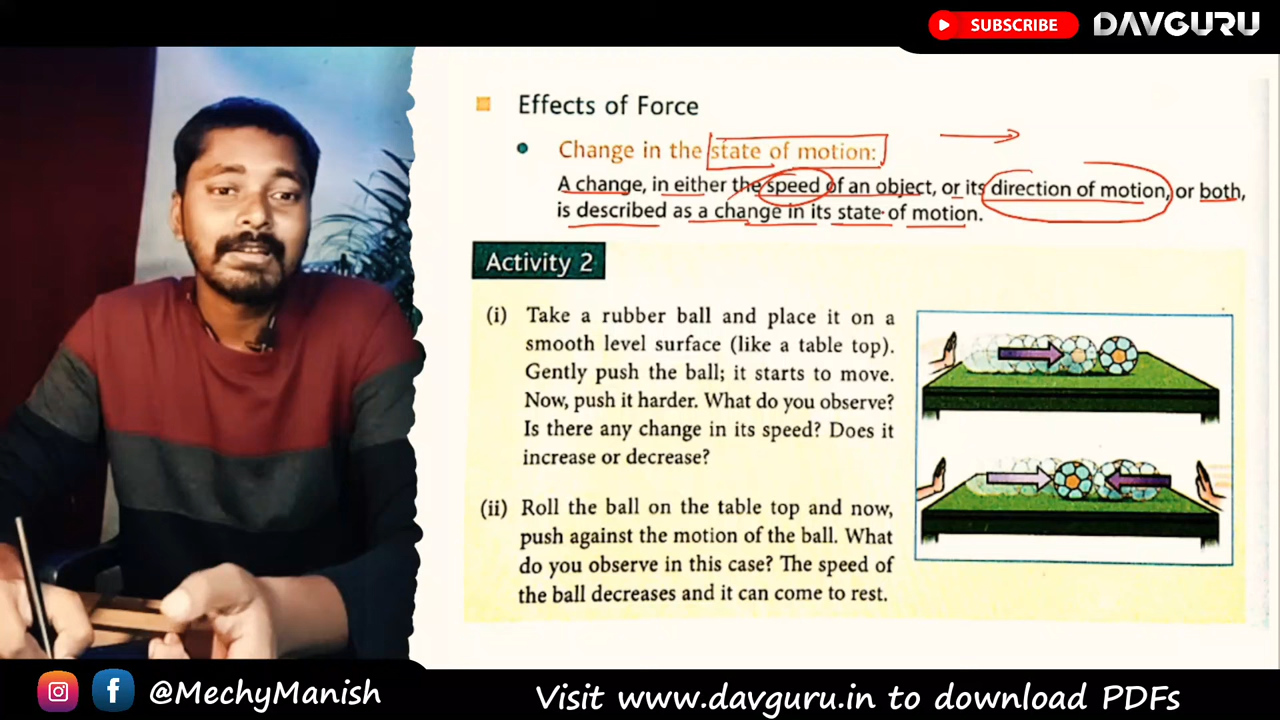 SUBSCRIBE
DAVGURU
Effects of Force
Change in the state of motion:
A change, in either the speed of an object, or its direction of motion, or both,
is described as a change in its state of motion.
Activity 2
(i) Take a rubber ball and place it on a
smooth level surface (like a table top).
Gently push the ball; it starts to move.
Now, push it harder. What do you observe?
Is there any change in its speed? Does it
increase or decrease?
(ii) Roll the ball on the table top and now,
push against the motion of the ball. What
do you observe in this case? The speed of
the ball decreases and it can come to rest.
@MechyManish
Visit www.davguru.in to download PDFs